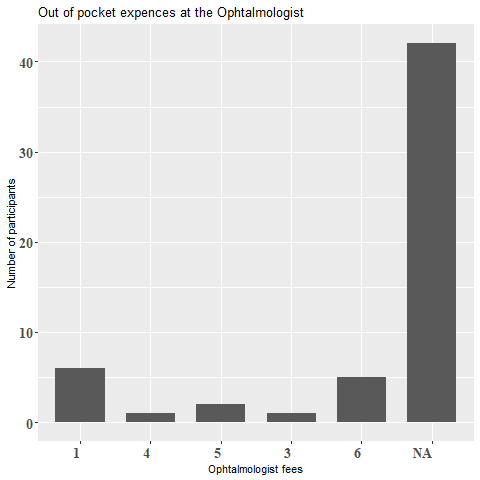 Out of pocket expences at the Ophtalmologist
Number of participants
40
30
20
10
0
1 4 5 3 6 NA
Ophtalmologist fees